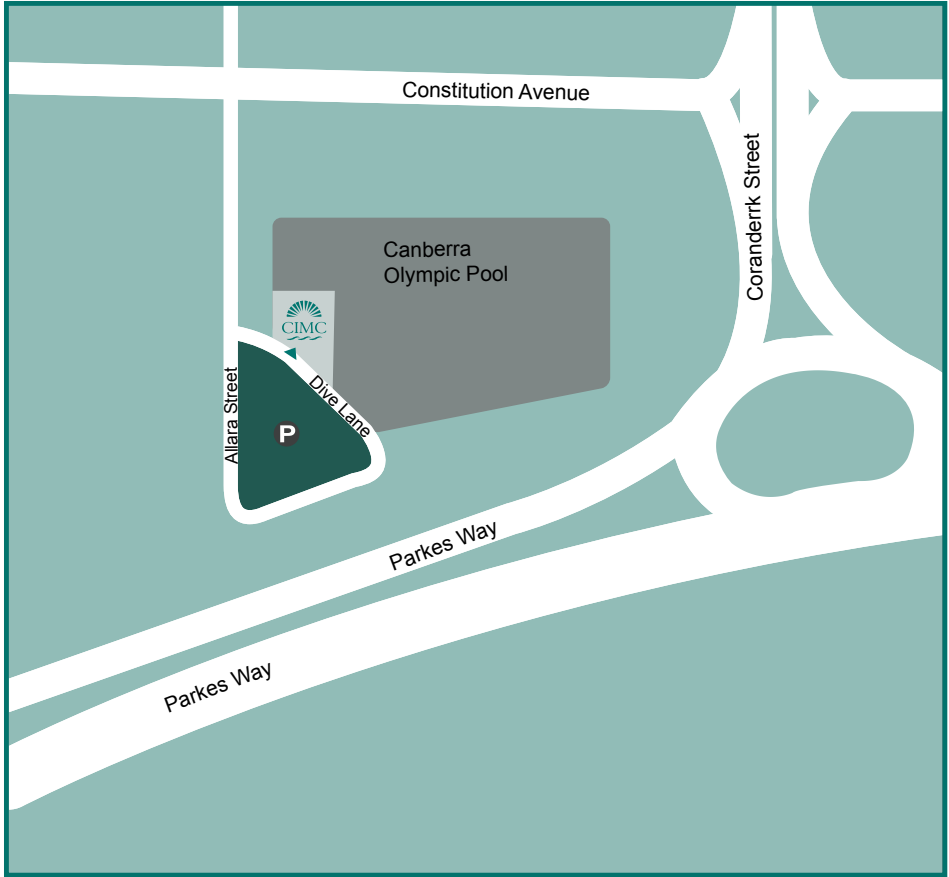 Constitution Avenue
Coranderrk Street
Canberra
Olympic Pool
CIMC
Dive Lane
Allara Street
P
Parkes Way
Parkes Way